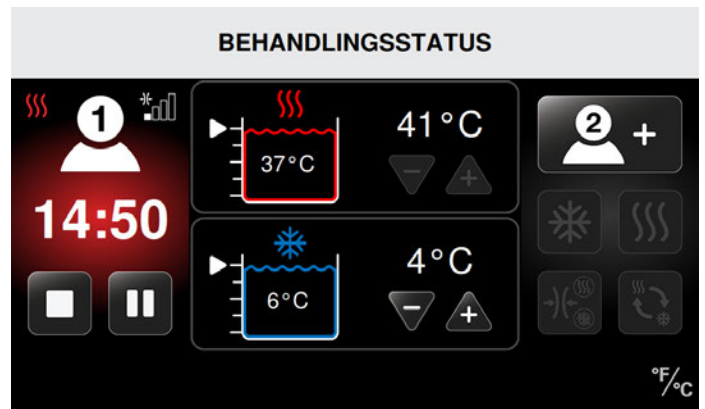 BEHANDLINGSSTATUS
1
14:50
41°C
37°C
4°C
6°C
2 +
°F/°C